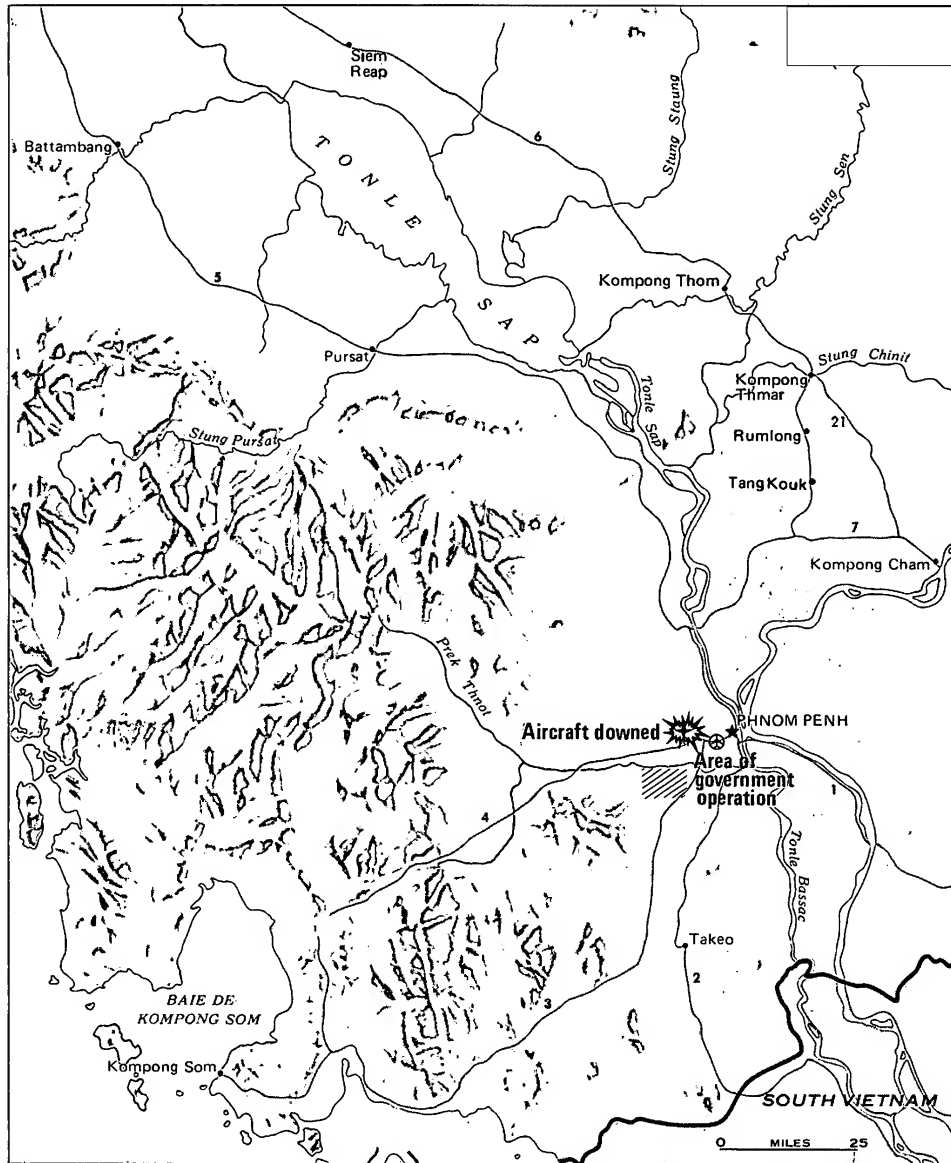 Siem
Reap
6
Stung Staung
Stung Sen
Battambang
TONLE SAP
5
Kompong Thom
Pursat
Stung Chinit
Kompong
Thmar
Tonle Sap
21
Rumlong
Stung Pursat
Tang Kouk
7
Kompong Cham
Prek Thnot
Aircraft downed
PHNOM PENH
Area of
government
operation
1
4
Tonle Bassac
Takeo
2
3
BAIE DE
KOMPONG SOM
Kompong Som
SOUTH VIETNAM
0 MILES 25